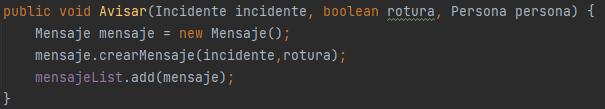 public void Avisar(Incidente incidente, boolean rotura, Persona persona) {
Mensaje mensaje = new Mensaje();
mensaje.crearMensaje(incidente,rotura);
mensajeList.add(mensaje);
}